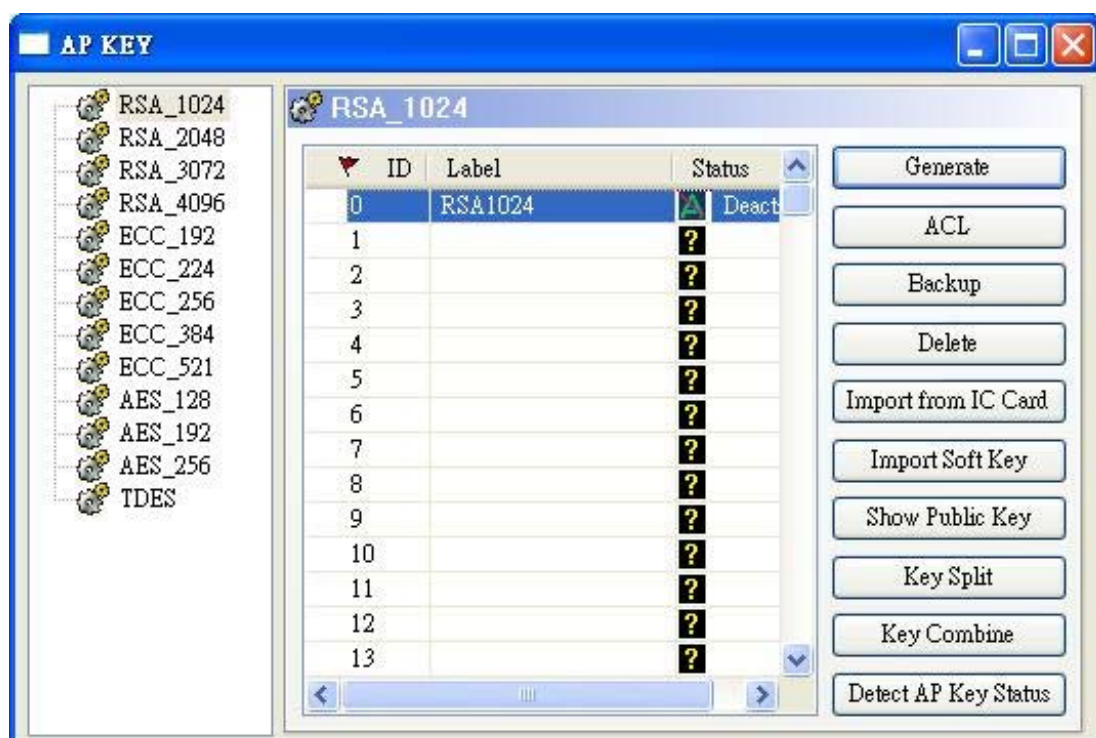 AP KEY
RSA_1024
RSA_2048
RSA_3072
RSA_4096
ECC_192
ECC_224
ECC_256
ECC_384
ECC_521
AES_128
AES_192
AES_256
TDES
RSA_1024
ID Label Status
0 RSA1024 Deact
1 ?
2 ?
3 ?
4 ?
5 ?
6 ?
7 ?
8 ?
9 ?
10 ?
11 ?
12 ?
13 ?
Generate
ACL
Backup
Delete
Import from IC Card
Import Soft Key
Show Public Key
Key Split
Key Combine
Detect AP Key Status